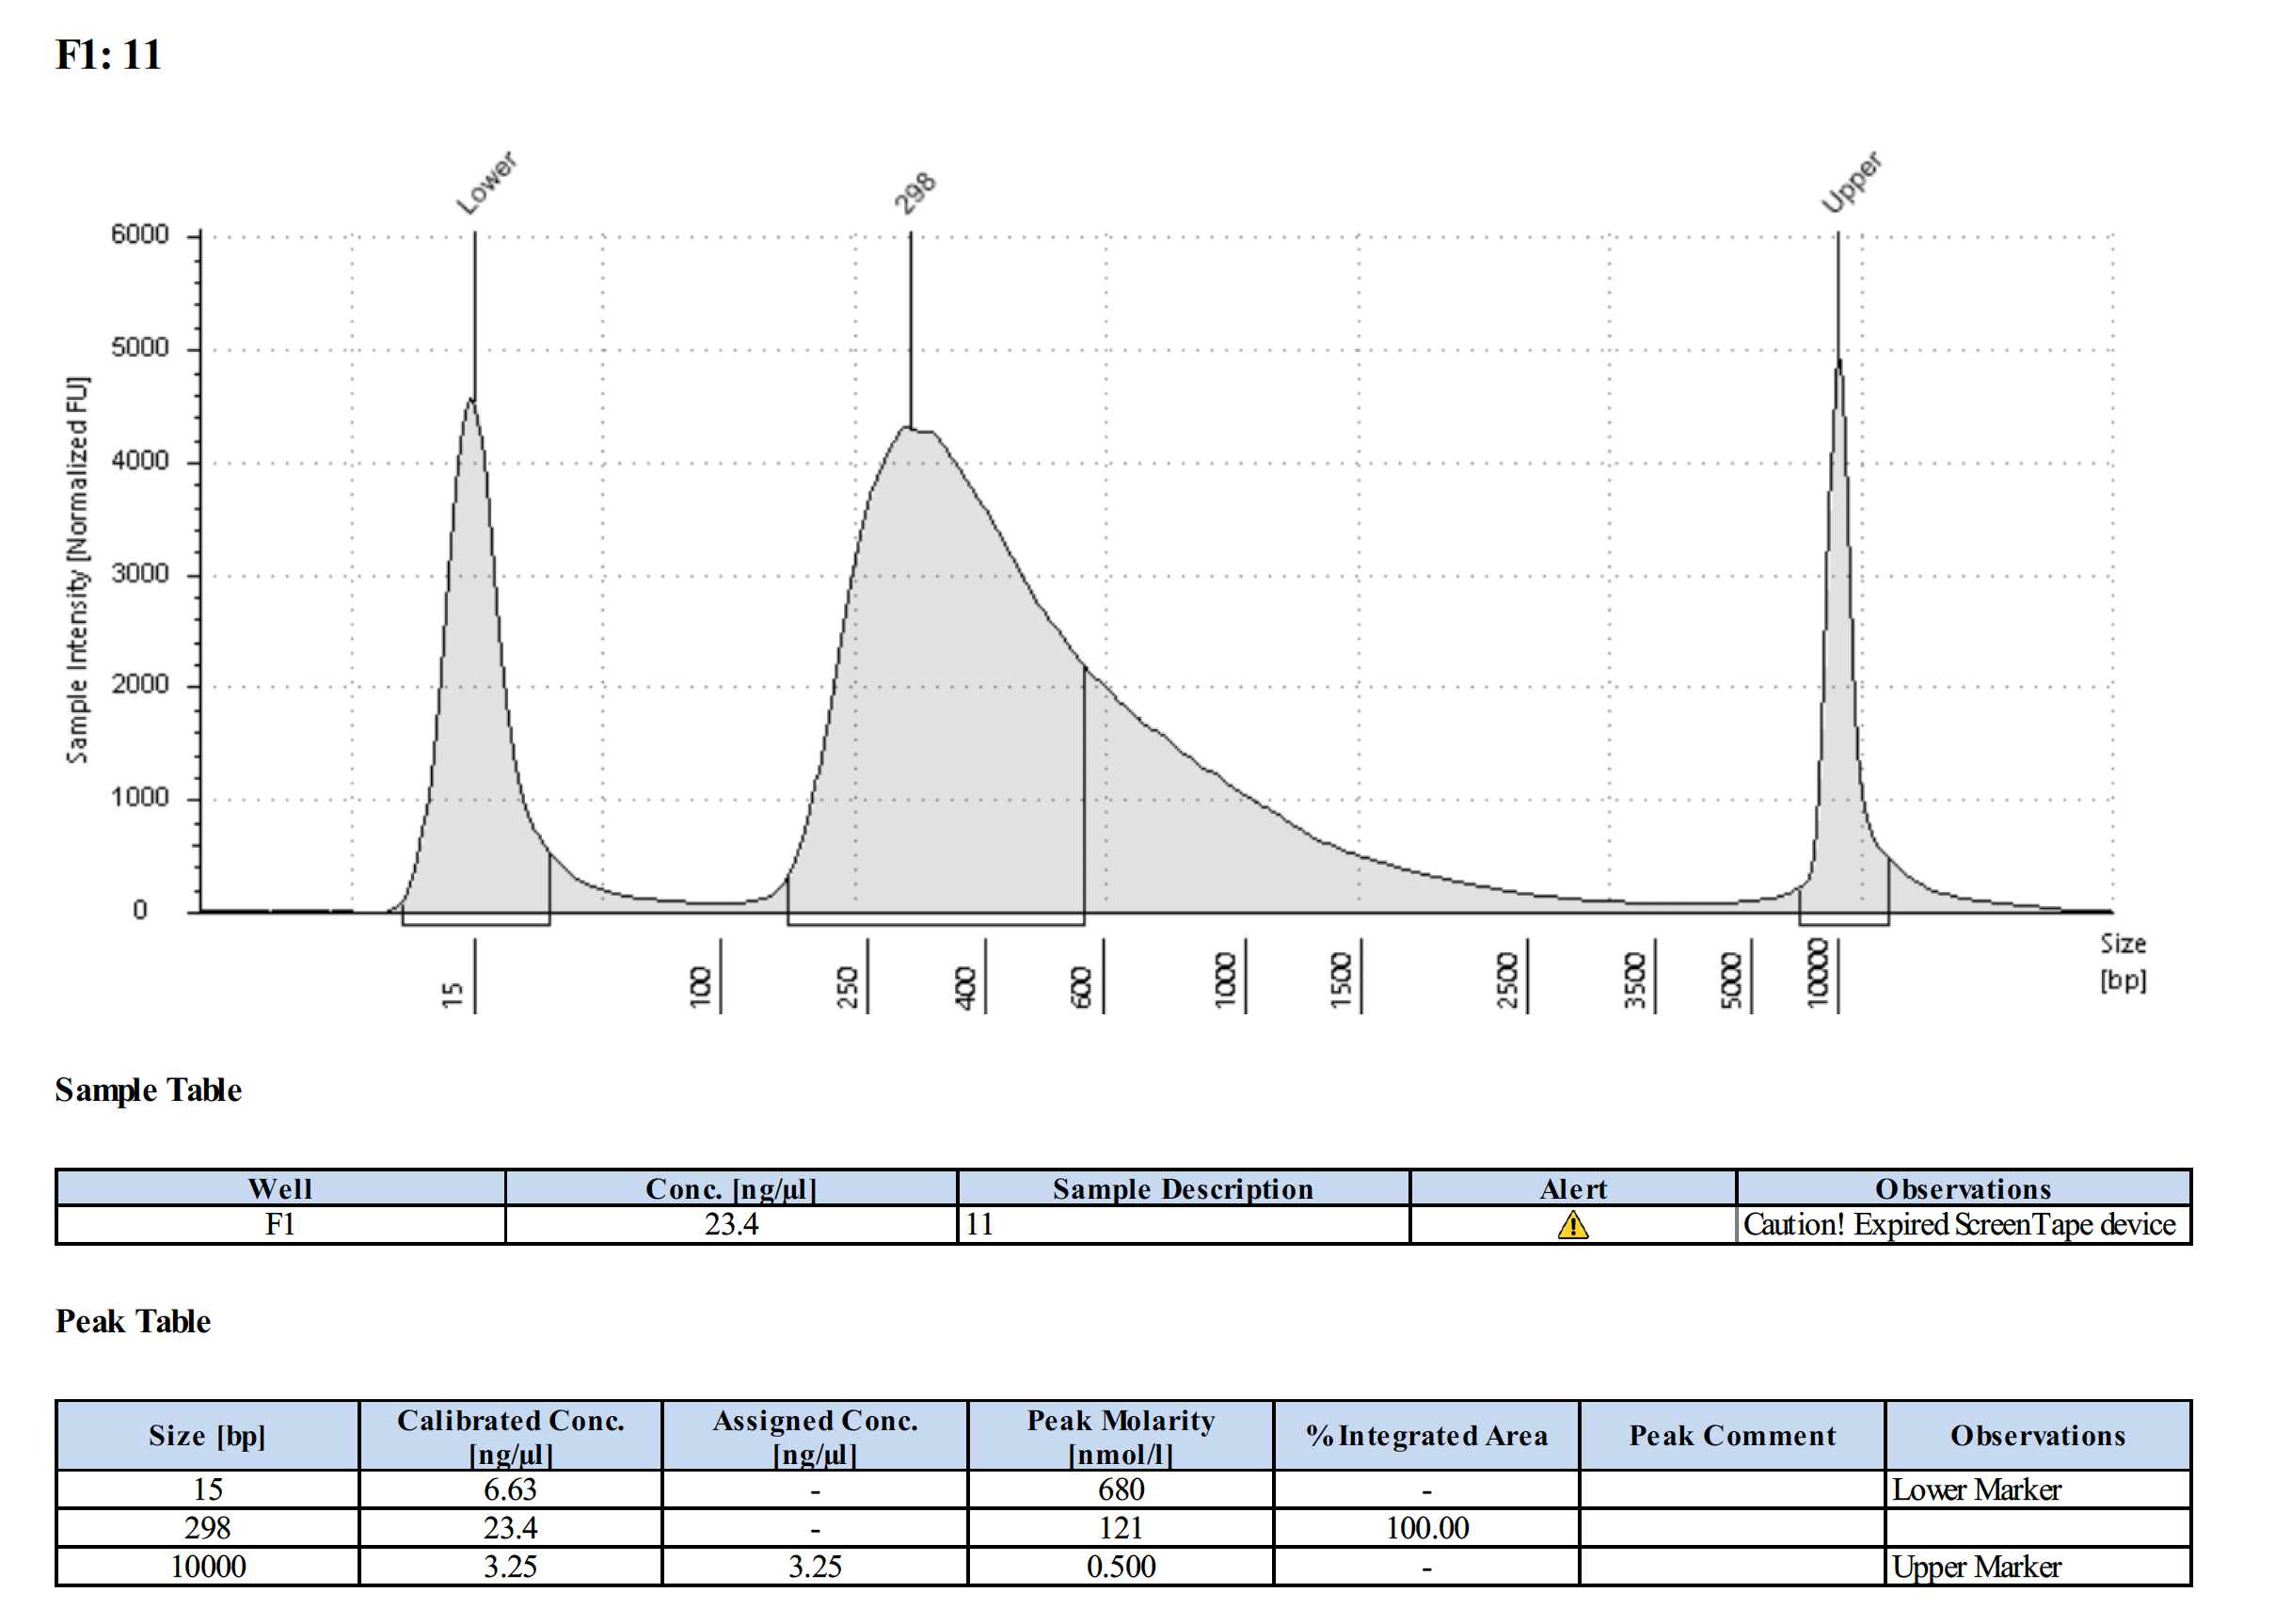 F1: 11
Lower
298
Upper
Sample Intensity [Normalized FU]
6000
5000
4000
3000
2000
1000
0
15
100
250
400
600
1000
1500
2500
3500
5000
10000
Size
[bp]
Sample Table
Well Conc. [ng/µl] Sample Description Alert Observations
F1 23.4 11 Caution! Expired ScreenTape device
Peak Table
Size [bp] Calibrated Conc. [ng/µl] Assigned Conc. [ng/µl] Peak Molarity [nmol/l] % Integrated Area Peak Comment Observations
15 6.63 - 680 - Lower Marker
298 23.4 - 121 100.00
10000 3.25 3.25 0.500 - Upper Marker